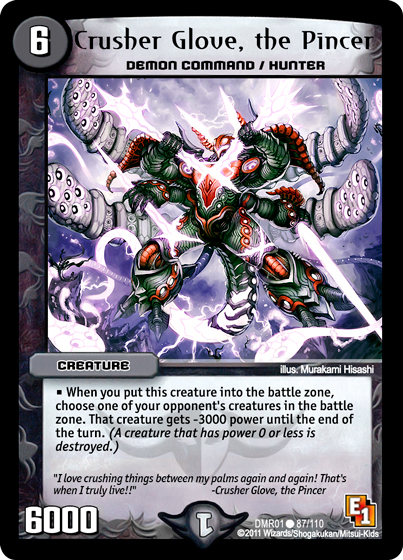 6
Crusher Glove, the Pincer
DEMON COMMAND / HUNTER
illus. Murakami Hisashi
CREATURE
▪ When you put this creature into the battle zone,
choose one of your opponent's creatures in the battle
zone. That creature gets -3000 power until the end of
the turn. (A creature that has power 0 or less is
destroyed.)
"I love crushing things between my palms again and again! That's
when I truly live!!" -Crusher Glove, the Pincer
6000
1
DMR01 ● 87/110
©2011 Wizards/Shogakukan/Mitsui-Kids
E1